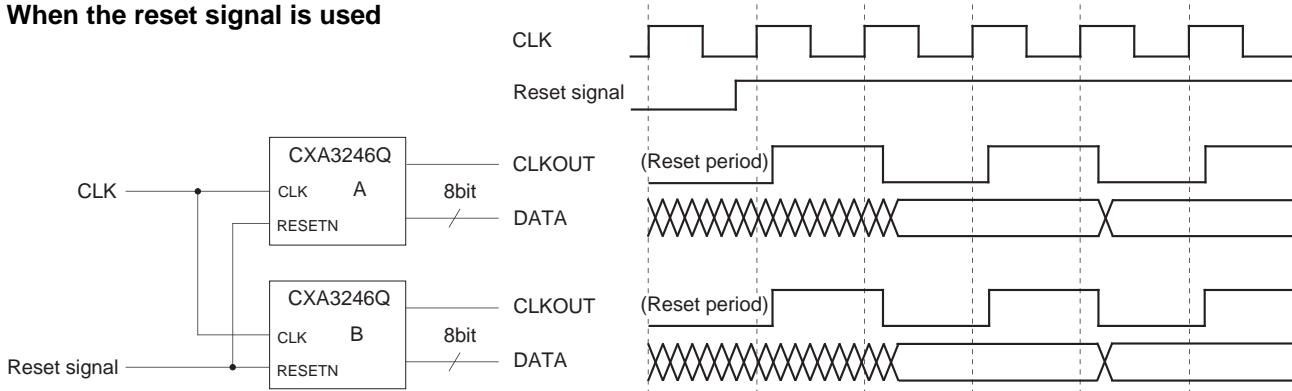 When the reset signal is used
CLK
Reset signal
CXA3246Q
CLK A
RESETN
CLK
8bit
CLKOUT
DATA
(Reset period)
CXA3246Q
CLK B
RESETN
Reset signal
8bit
CLKOUT
DATA
(Reset period)